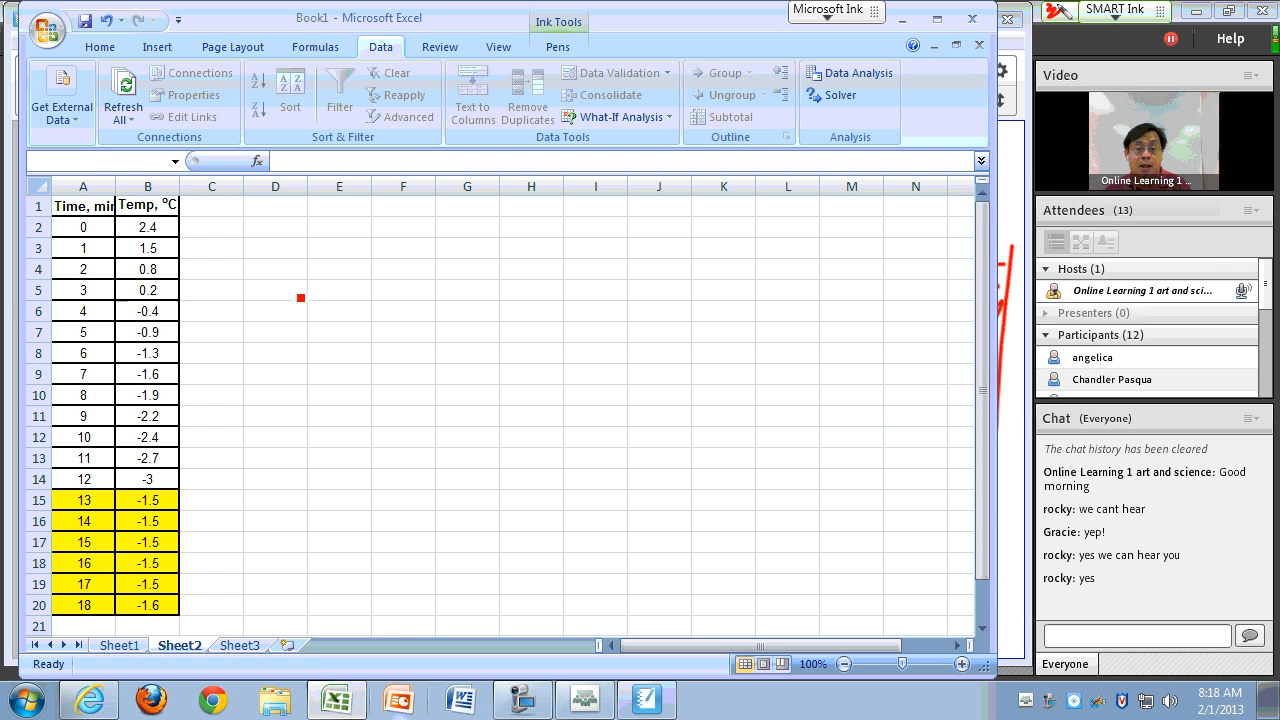 Book1 - Microsoft Excel
Ink Tools
Microsoft Ink
SMART Ink
Home Insert Page Layout Formulas Data Review View Pens
Help
Get External Data
Refresh All
Connections
Properties
Edit Links
Connections
Sort
Filter
Clear
Reapply
Advanced
Sort & Filter
Text to Columns
Remove Duplicates
Data Validation
Consolidate
What-If Analysis
Data Tools
Group
Ungroup
Subtotal
Outline
Data Analysis
Solver
Analysis
fx
A B C D E F G H I J K L M N
1 Time, min Temp, °C
2 0 2.4
3 1 1.5
4 2 0.8
5 3 0.2
6 4 -0.4
7 5 -0.9
8 6 -1.3
9 7 -1.6
10 8 -1.9
11 9 -2.2
12 10 -2.4
13 11 -2.7
14 12 -3
15 13 -1.5
16 14 -1.5
17 15 -1.5
18 16 -1.5
19 17 -1.5
20 18 -1.6
21
Sheet1 Sheet2 Sheet3
Ready
100%
Video
Online Learning 1 ...
Attendees (13)
Hosts (1)
Online Learning 1 art and sci...
Presenters (0)
Participants (12)
angelica
Chandler Pasqua
Chat (Everyone)
The chat history has been cleared
Online Learning 1 art and science: Good
morning
rocky: we cant hear
Gracie: yep!
rocky: yes we can hear you
rocky: yes
Everyone
8:18 AM
2/1/2013